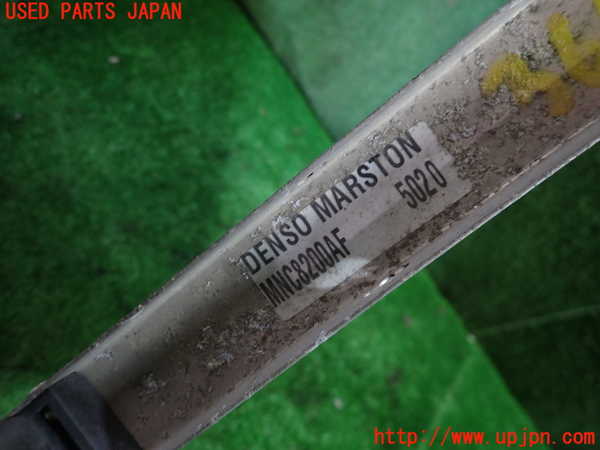 USED PARTS JAPAN
DENSO MARSTON
MNC8200AF 5020
http://www.upjpn.com/